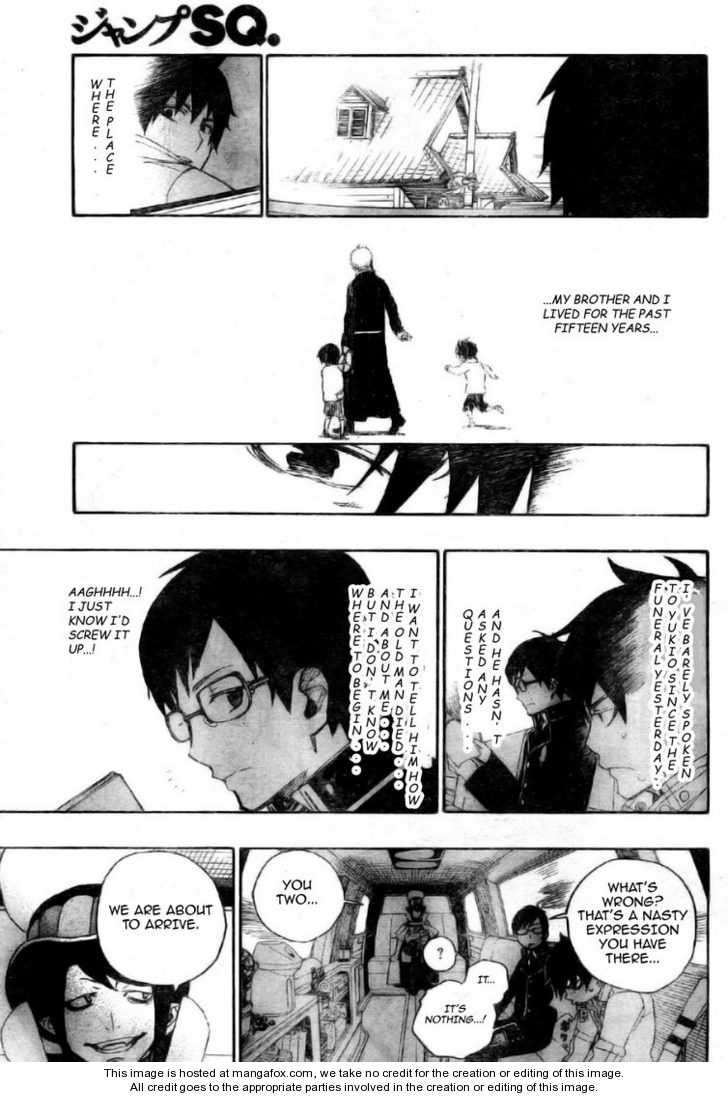 ジャンプSQ.
THE PLACE
WHERE...
...MY BROTHER AND I
LIVED FOR THE PAST
FIFTEEN YEARS...
I'VE BARELY SPOKEN
TO YUKIO SINCE THE
FUNERAL YESTERDAY.
AND HE HASN'T
ASKED ANY
QUESTIONS...
I WANT TO TELL HIM HOW
THE OLD MAN DIED...
AND ABOUT ME...
BUT I DON'T KNOW
WHERE TO BEGIN...
AAGHHHH...!
I JUST
KNOW I'D
SCREW IT
UP...!
WHAT'S
WRONG?
THAT'S A NASTY
EXPRESSION
YOU HAVE
THERE...
IT...
IT'S
NOTHING...!
?
YOU
TWO...
WE ARE ABOUT
TO ARRIVE.
This image is hosted at mangafox.com, we take no credit for the creation or editing of this image.
All credit goes to the appropriate parties involved in the creation or editing of this image.